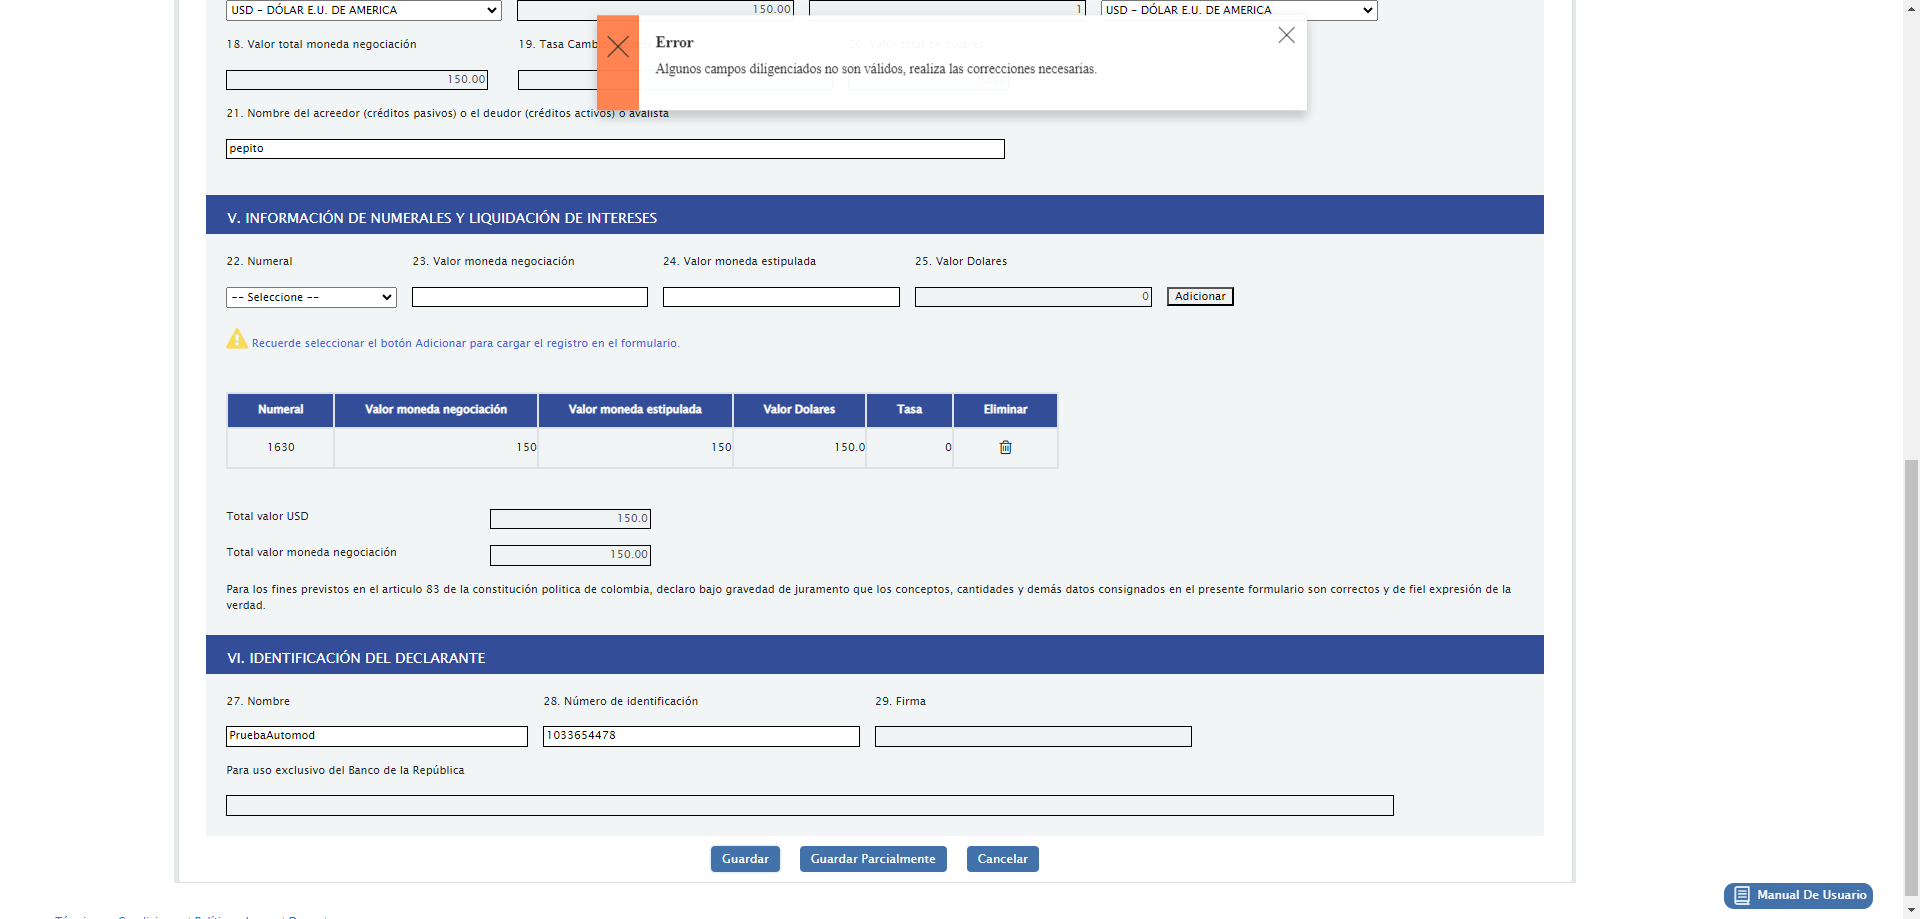 USD - DÓLAR E.U. DE AMERICA 150.00 1 USD - DÓLAR E.U. DE AMERICA
Error
Algunos campos diligenciados no son válidos, realiza las correcciones necesarias.
18. Valor total moneda negociación 19. Tasa Camb
150.00
21. Nombre del acreedor (créditos pasivos) o el deudor (créditos activos) o avalista
pepito
V. INFORMACIÓN DE NUMERALES Y LIQUIDACIÓN DE INTERESES
22. Numeral 23. Valor moneda negociación 24. Valor moneda estipulada 25. Valor Dolares
-- Seleccione -- 0 Adicionar
Recuerde seleccionar el botón Adicionar para cargar el registro en el formulario.
Numeral Valor moneda negociación Valor moneda estipulada Valor Dolares Tasa Eliminar
1630 150 150 150.0 0
Total valor USD 150.0
Total valor moneda negociación 150.00
Para los fines previstos en el articulo 83 de la constitución politica de colombia, declaro bajo gravedad de juramento que los conceptos, cantidades y demás datos consignados en el presente formulario son correctos y de fiel expresión de la
verdad.
VI. IDENTIFICACIÓN DEL DECLARANTE
27. Nombre 28. Número de identificación 29. Firma
PruebaAutomod 1033654478
Para uso exclusivo del Banco de la República
Guardar Guardar Parcialmente Cancelar
Manual De Usuario